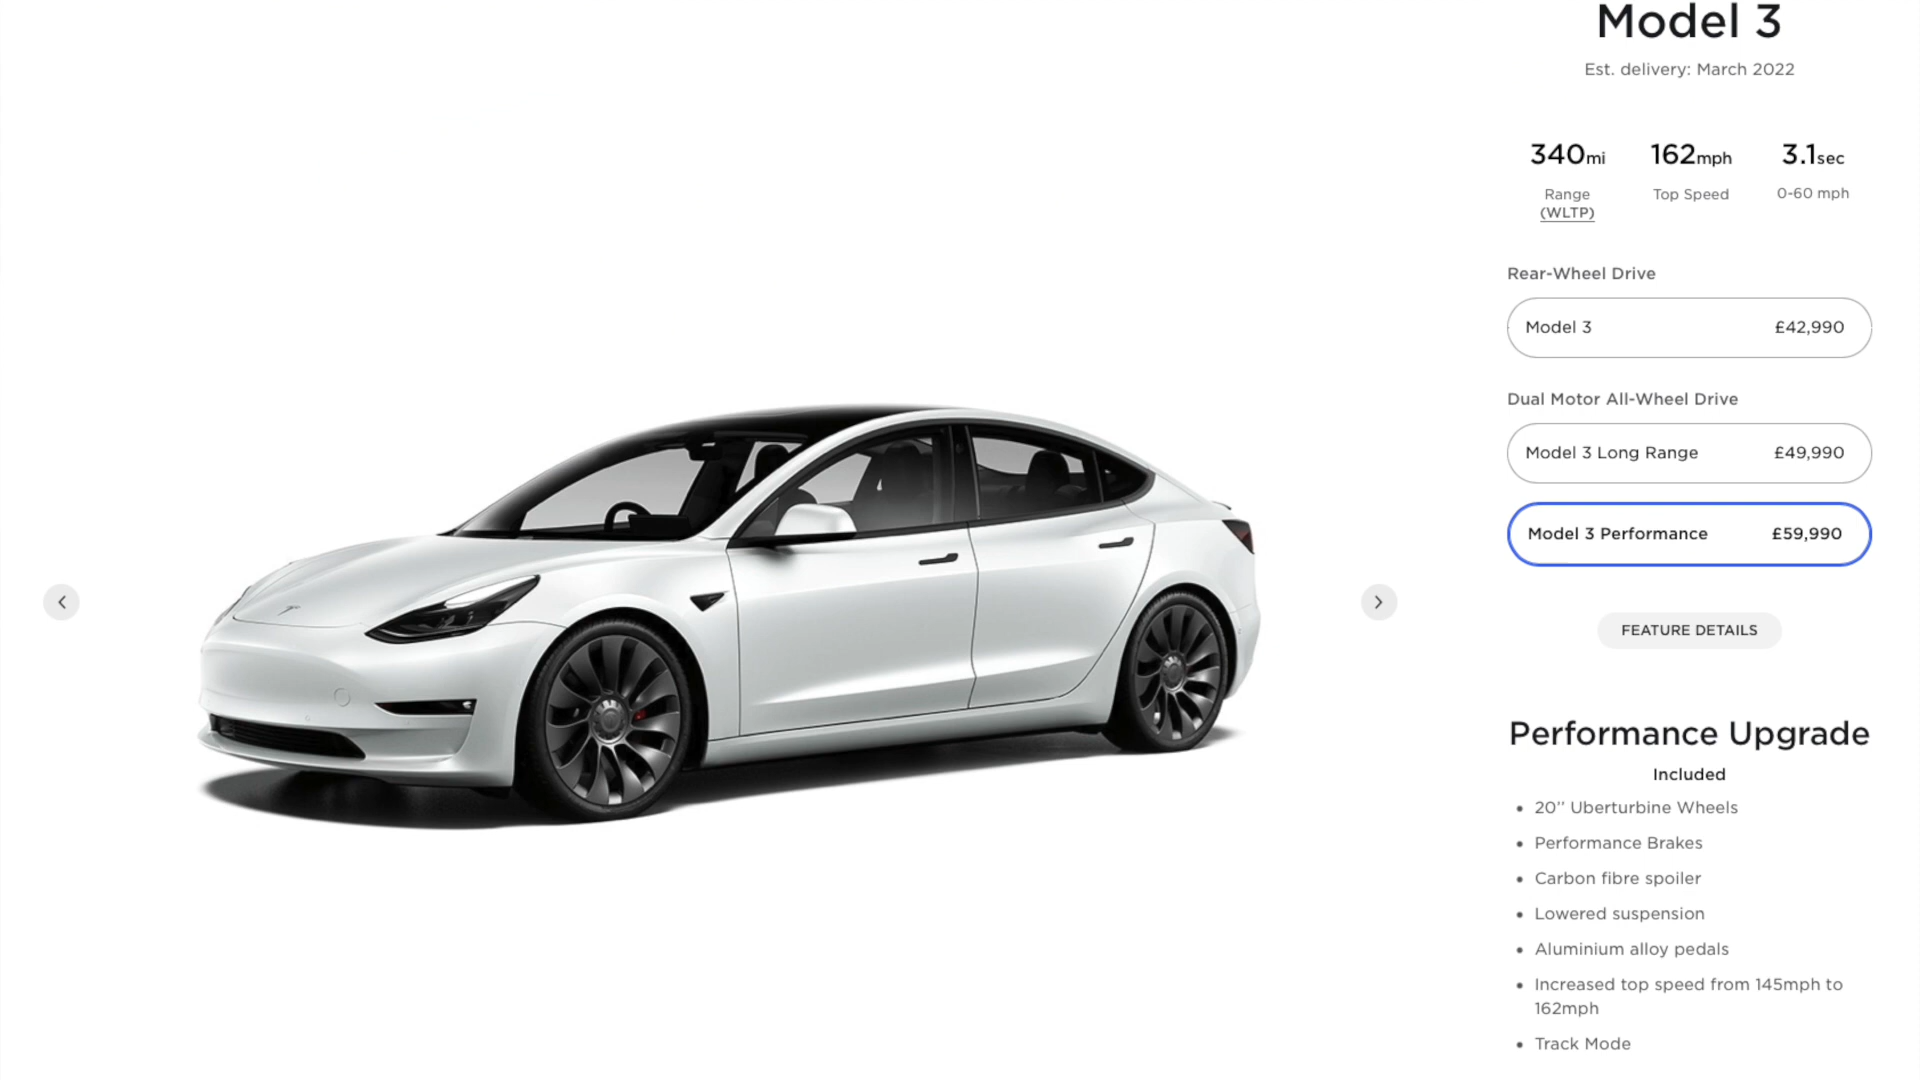 Model 3
Est. delivery: March 2022
340mi 162mph 3.1sec
Range Top Speed 0-60 mph
(WLTP)
Rear-Wheel Drive
Model 3 £42,990
Dual Motor All-Wheel Drive
Model 3 Long Range £49,990
Model 3 Performance £59,990
FEATURE DETAILS
Performance Upgrade
Included
• 20’’ Uberturbine Wheels
• Performance Brakes
• Carbon fibre spoiler
• Lowered suspension
• Aluminium alloy pedals
• Increased top speed from 145mph to
162mph
• Track Mode